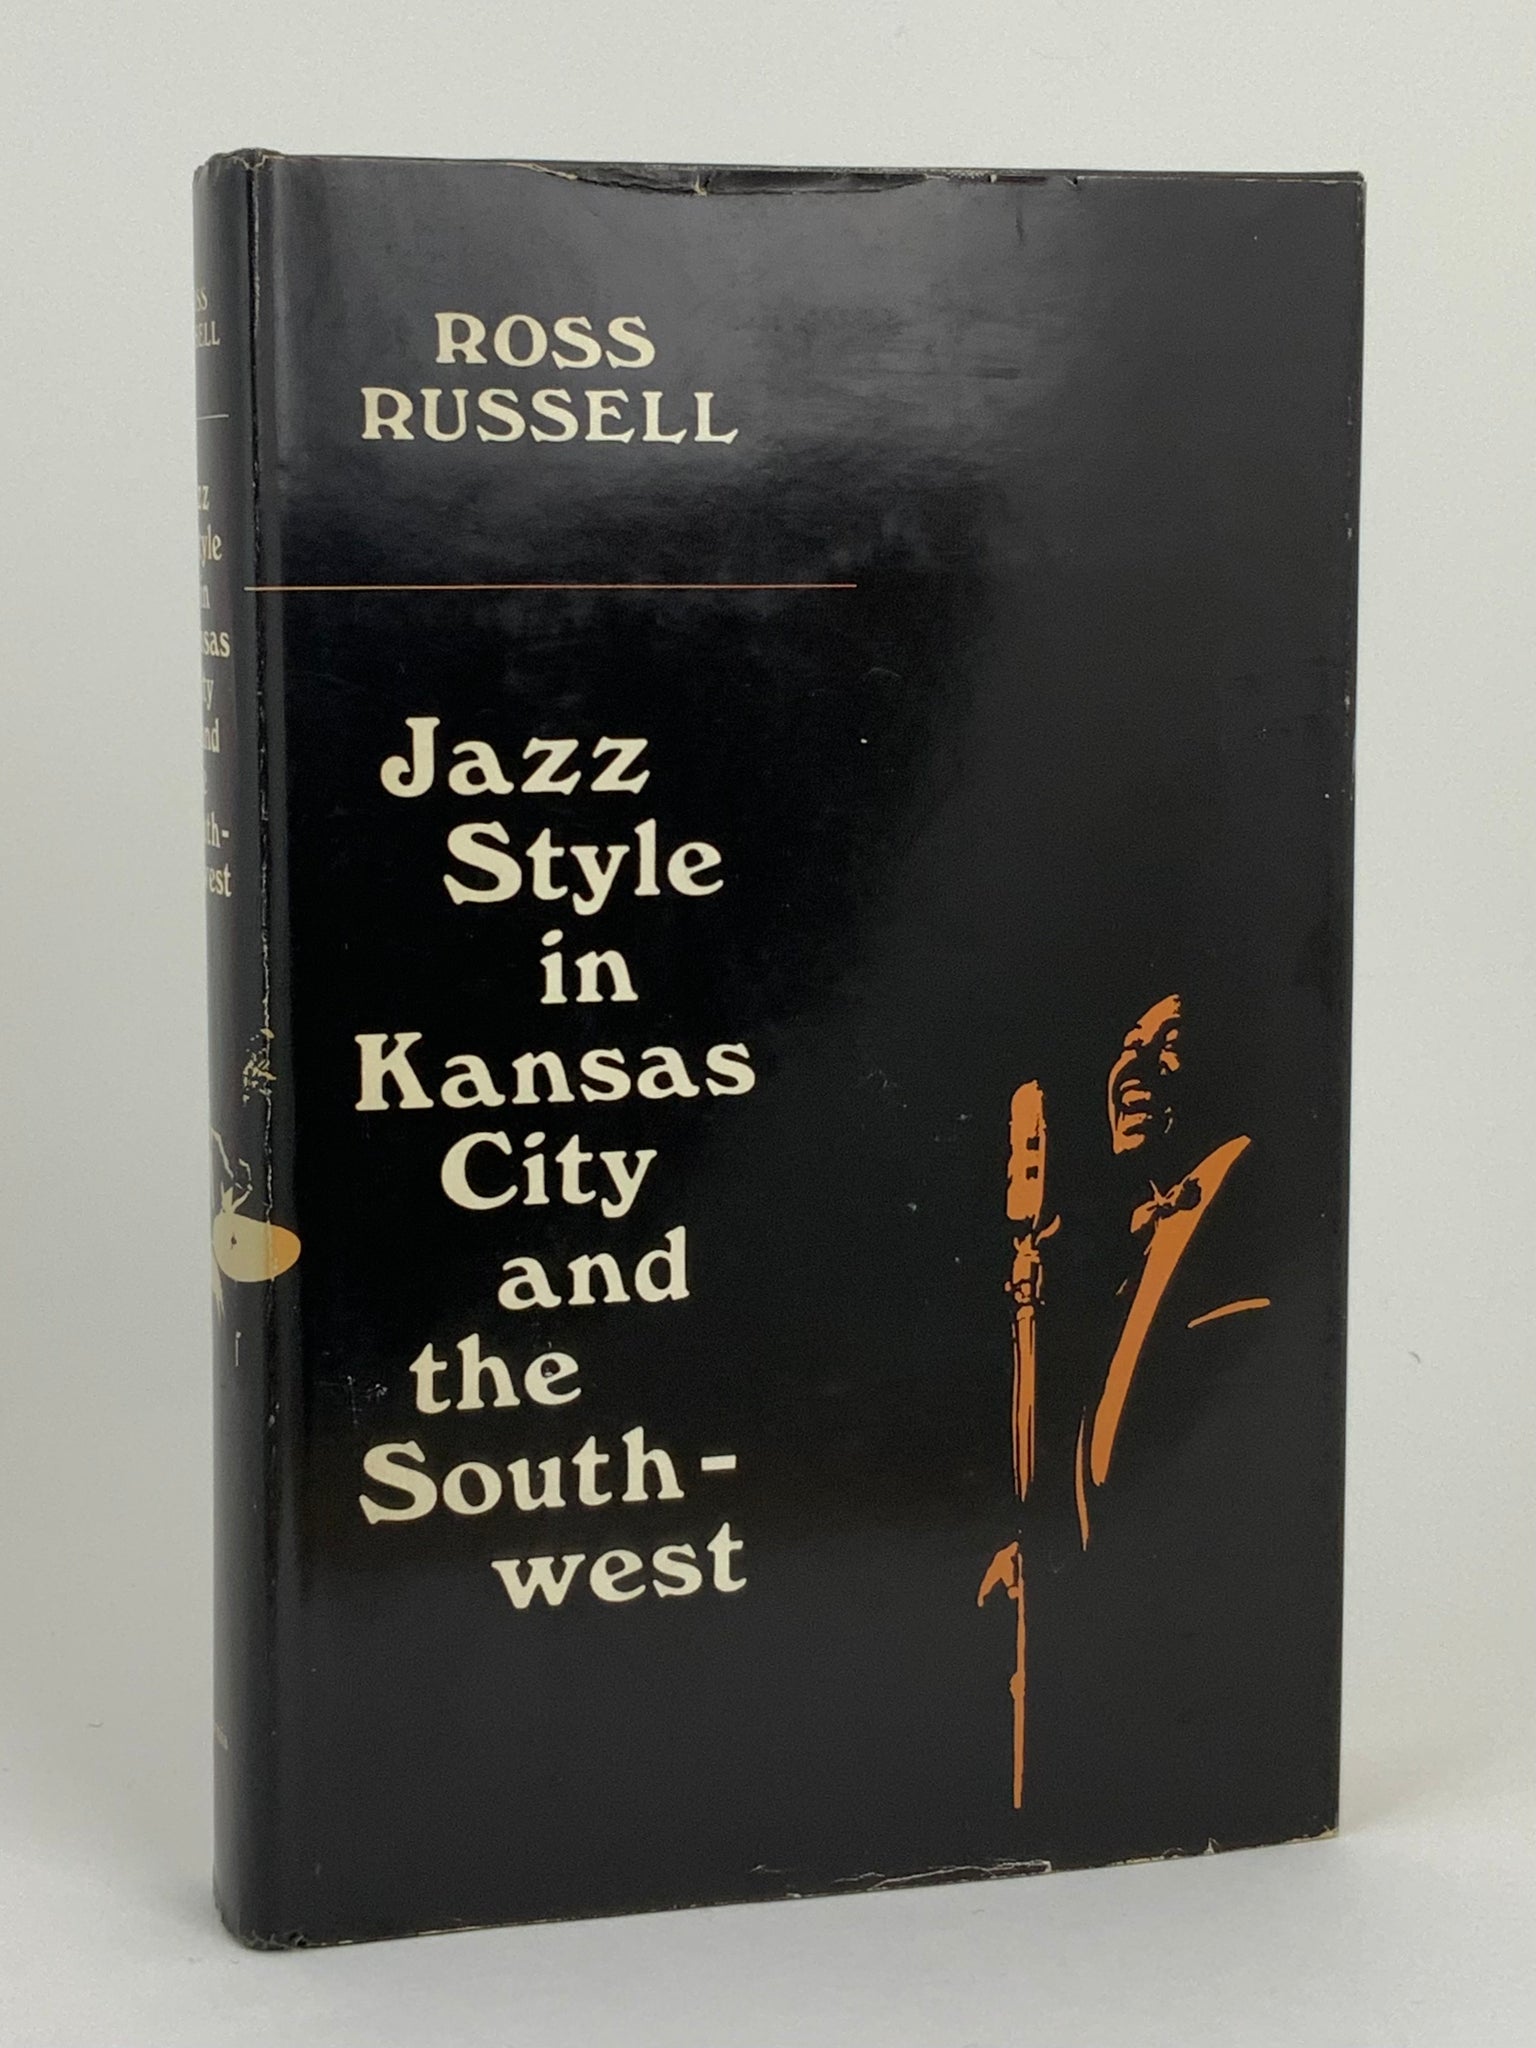 ROSS
RUSSELL
Jazz
Style
in
Kansas
City
and
the
South-
west